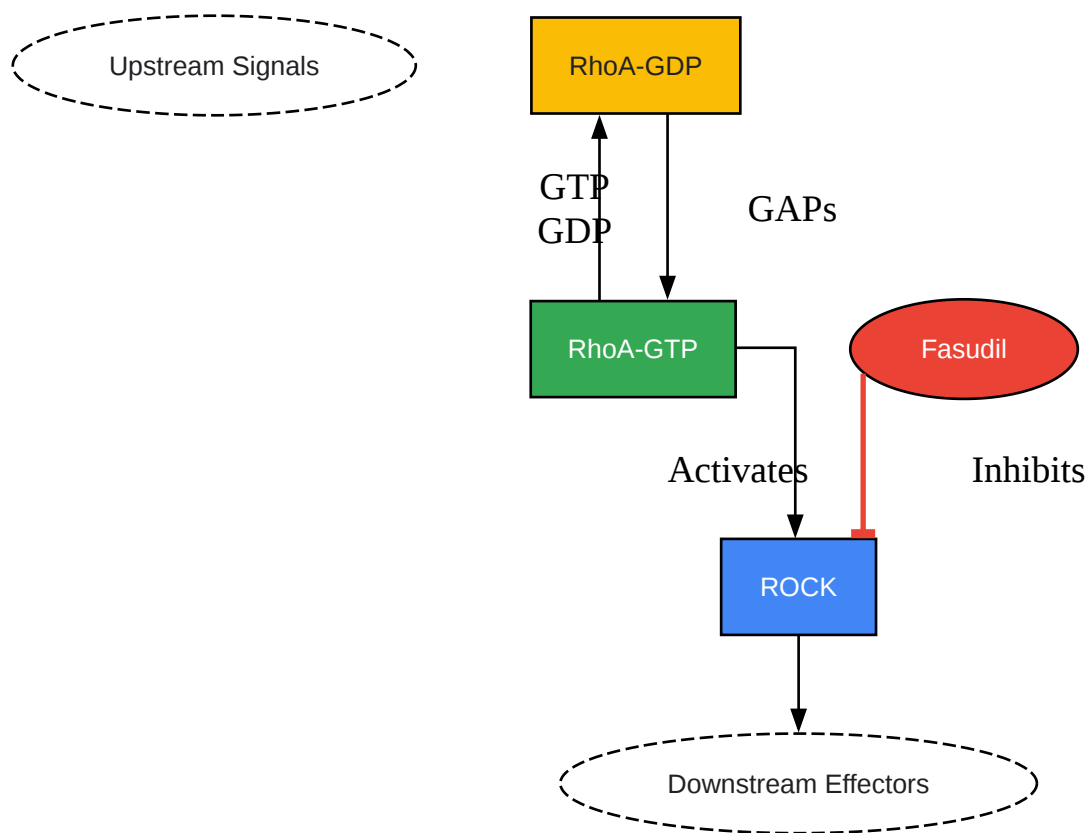 Upstream Signals
RhoA-GDP
GTP
GDP
GAPs
RhoA-GTP
Fasudil
Activates
Inhibits
ROCK
Downstream Effectors